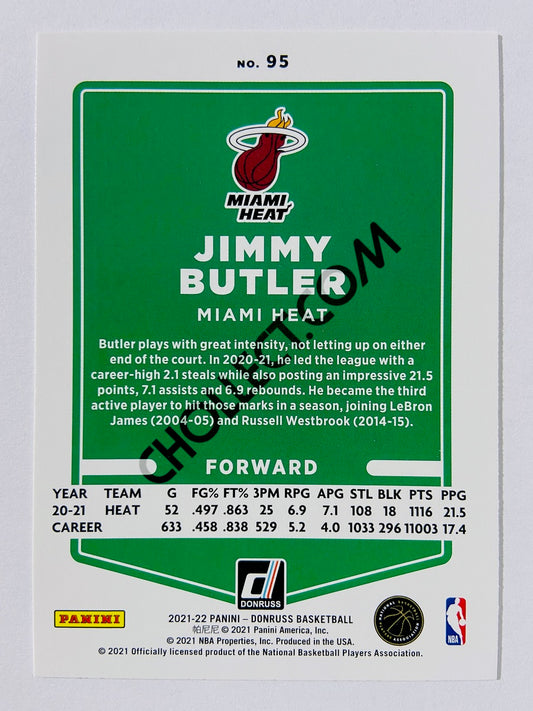 NO. 95
MIAMI
HEAT
JIMMY
BUTLER
MIAMI HEAT
Butler plays with great intensity, not letting up on either
end of the court. In 2020-21, he led the league with a
career-high 2.1 steals while also posting an impressive 21.5
points, 7.1 assists and 6.9 rebounds. He became the third
active player to hit those marks in a season, joining LeBron
James (2004-05) and Russell Westbrook (2014-15).
CHOLLECT.COM
FORWARD
YEAR TEAM G FG% FT% 3PM RPG APG STL BLK PTS PPG
20-21 HEAT 52 .497 .863 25 6.9 7.1 108 18 1116 21.5
CAREER 633 .458 .838 529 5.2 4.0 1033 296 11003 17.4
DONRUSS
PANINI
2021-22 PANINI – DONRUSS BASKETBALL
帕尼尼 © 2021 Panini America, Inc.
© 2021 NBA Properties, Inc. Produced in the USA.
© 2021 Officially licensed product of the National Basketball Players Association.
NATIONAL BASKETBALL
PLAYERS ASSOCIATION
NBA